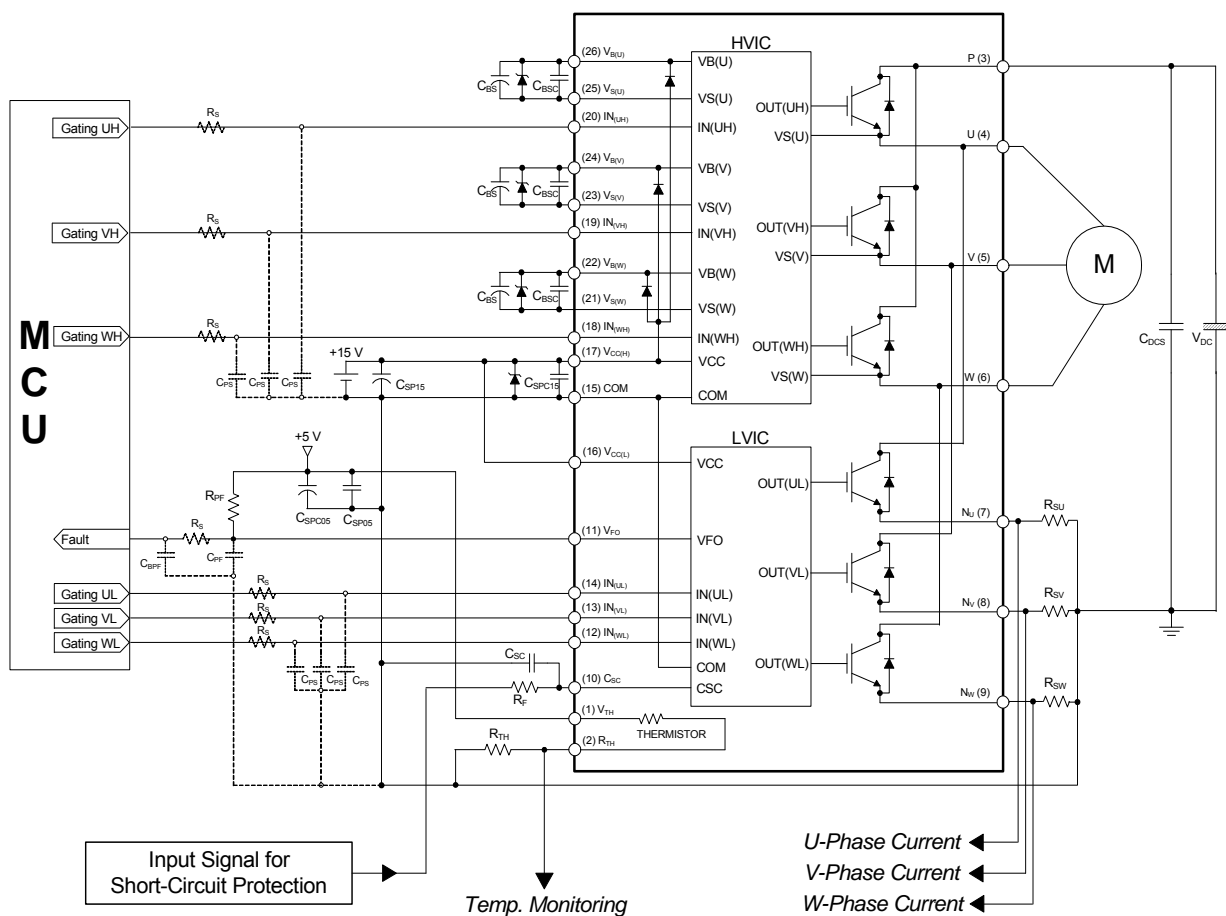 HVIC
(26) VB(U)
VB(U)
P (3)
CBS
CBSC
(25) VS(U)
VS(U)
OUT(UH)
Gating UH
RS
(20) IN(UH)
IN(UH)
VS(U)
U (4)
(24) VB(V)
VB(V)
CBS
CBSC
(23) VS(V)
VS(V)
Gating VH
RS
(19) IN(VH)
IN(VH)
OUT(VH)
VS(V)
V (5)
M
(22) VB(W)
VB(W)
CBS
CBSC
(21) VS(W)
VS(W)
MCU
Gating WH
RS
(18) IN(WH)
IN(WH)
OUT(WH)
CDCS
VDC
+15 V
(17) VCC(H)
VCC
VS(W)
W (6)
CPS
CPS
CPS
CSP15
CSPC15
(15) COM
COM
+5 V
LVIC
(16) VCC(L)
VCC
OUT(UL)
RPF
CSPC05
CSP05
NU (7)
RSU
Fault
RS
(11) VFO
VFO
CBPF
CPF
OUT(VL)
Gating UL
RS
(14) IN(UL)
IN(UL)
NV (8)
RSV
Gating VL
RS
(13) IN(VL)
IN(VL)
Gating WL
RS
(12) IN(WL)
IN(WL)
CPS
CPS
CPS
CSC
COM
OUT(WL)
RF
(10) CSC
CSC
NW (9)
RSW
(1) VTH
THERMISTOR
RTH
(2) RTH
Input Signal for
Short-Circuit Protection
Temp. Monitoring
U-Phase Current
V-Phase Current
W-Phase Current